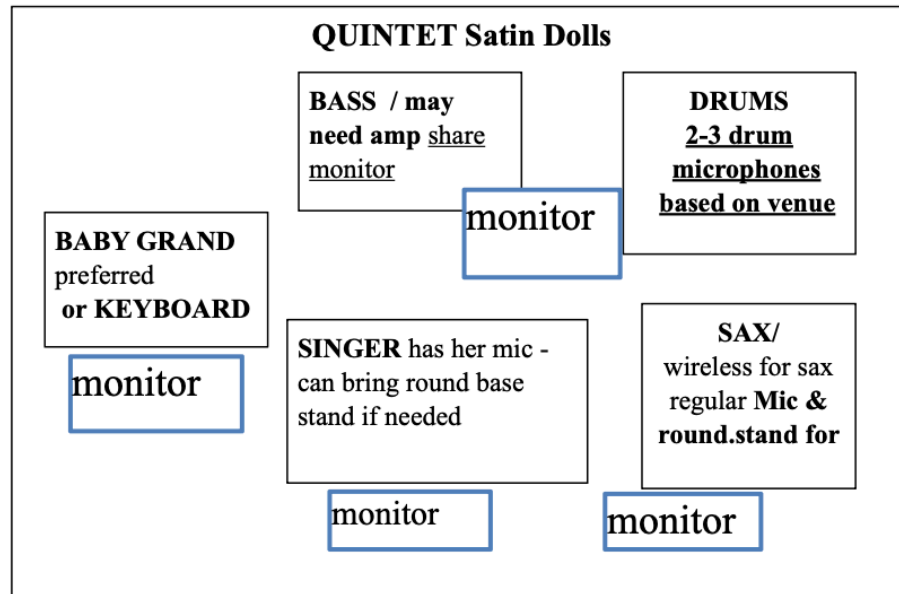 QUINTET Satin Dolls
BASS / may
need amp share
monitor
DRUMS
2-3 drum
microphones
based on venue
monitor
BABY GRAND
preferred
or KEYBOARD
monitor
SINGER has her mic -
can bring round base
stand if needed
monitor
SAX/
wireless for sax
regular Mic &
round.stand for
monitor